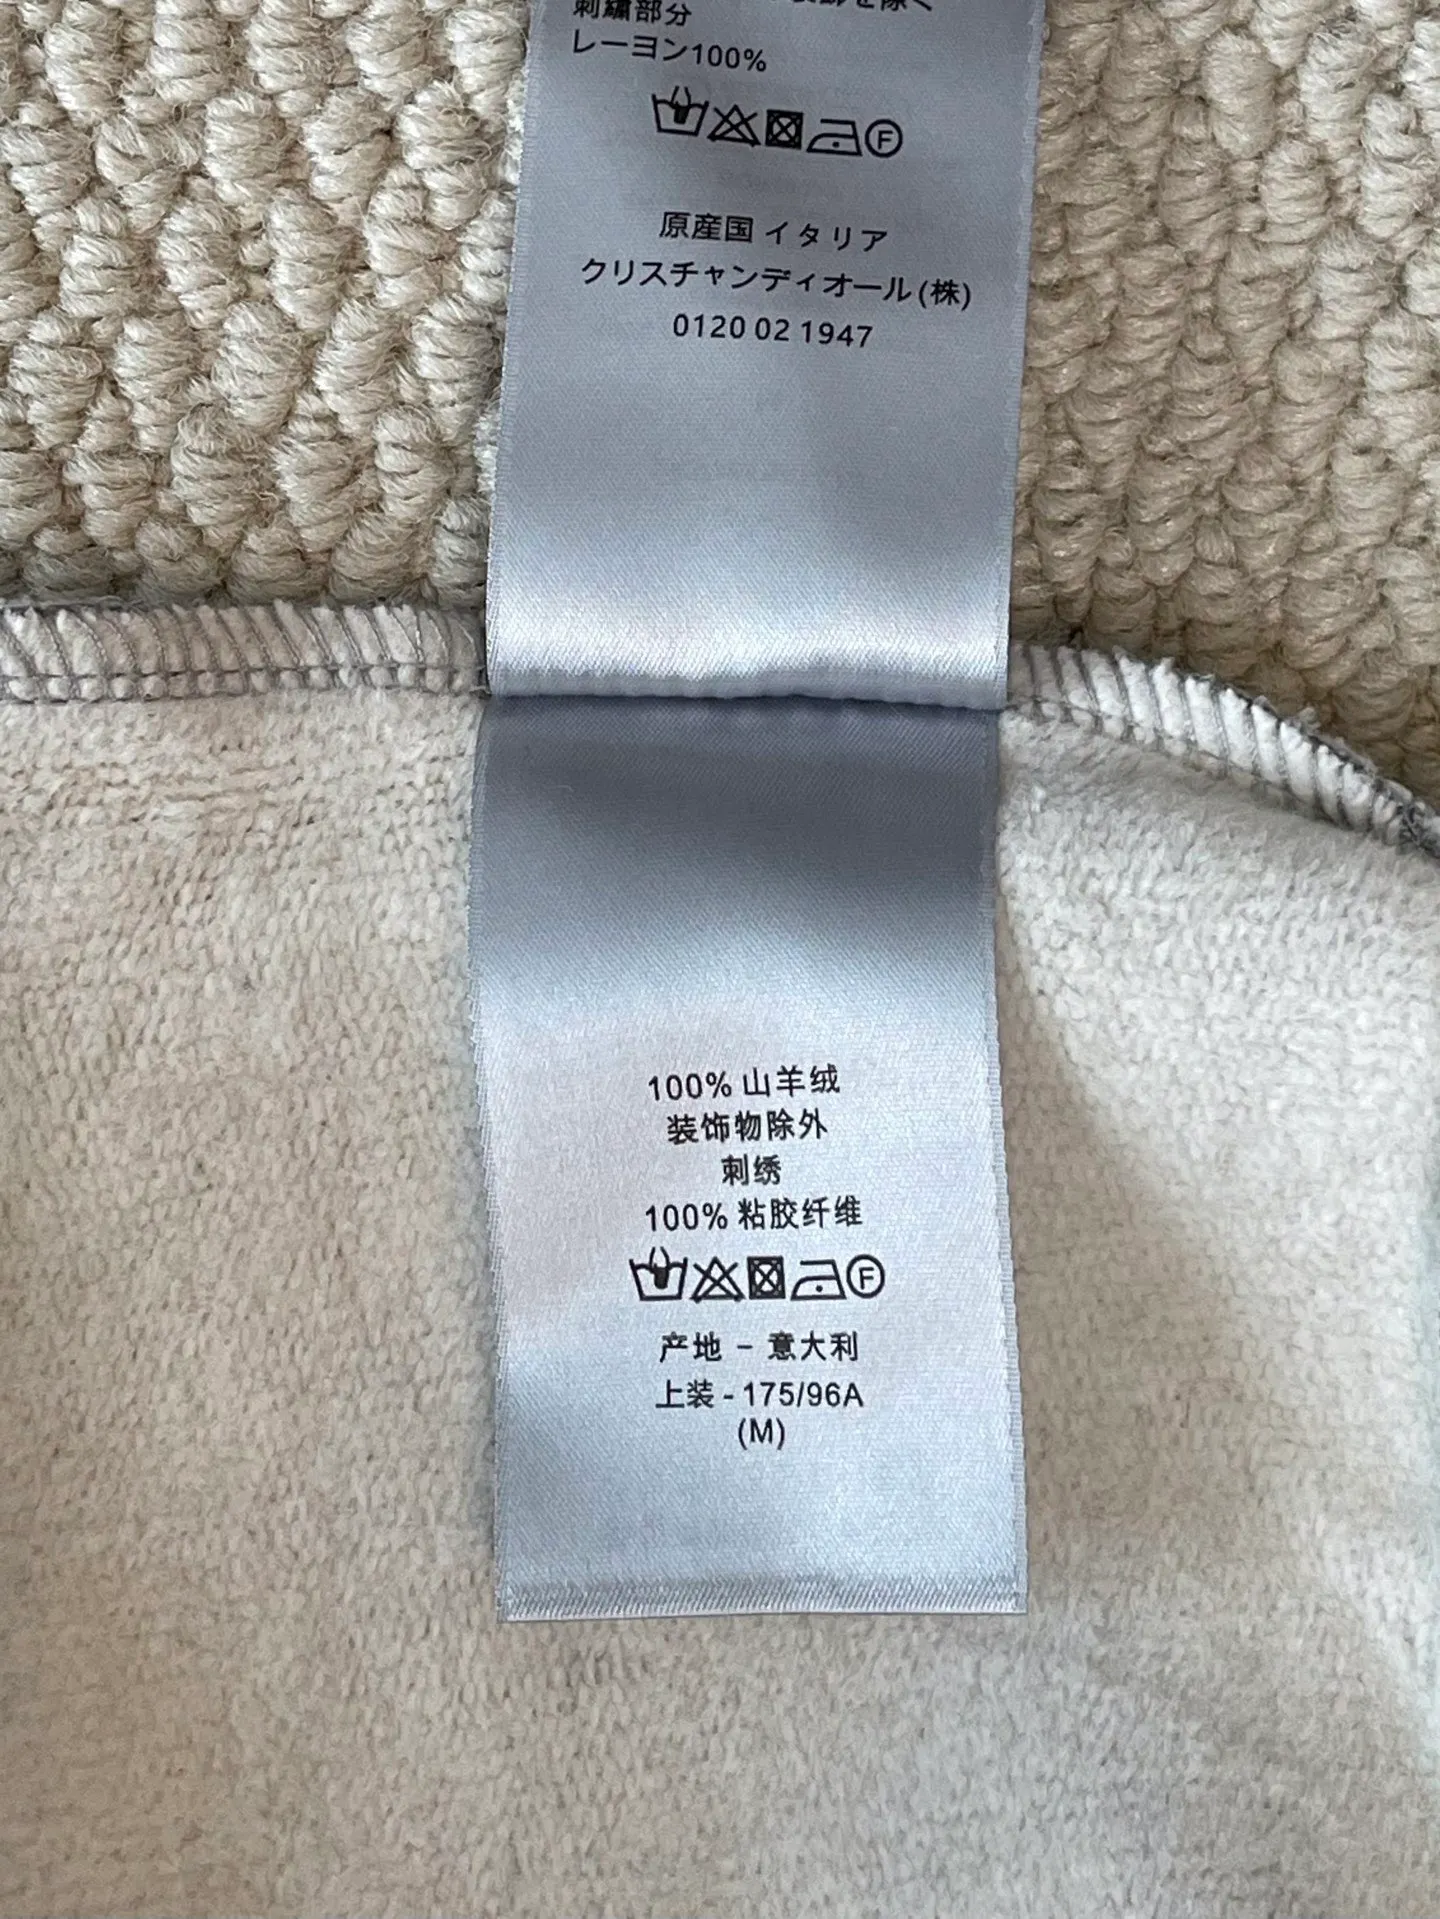 刺繍部分
レーヨン100%
F
原産国 イタリア
クリスチャンディオール(株)
0120 02 1947
100% 山羊绒
装饰物除外
刺绣
100% 粘胶纤维
F
产地 - 意大利
上装 - 175/96A
(M)